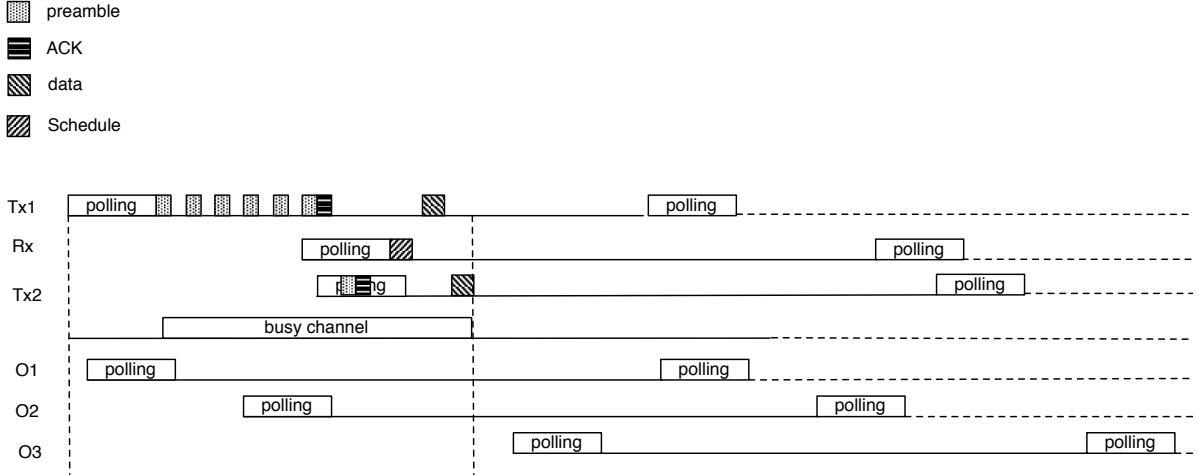 preamble
ACK
data
Schedule
Tx1 polling polling
Rx polling polling
Tx2 polling
busy channel
O1 polling polling
O2 polling polling
O3 polling polling